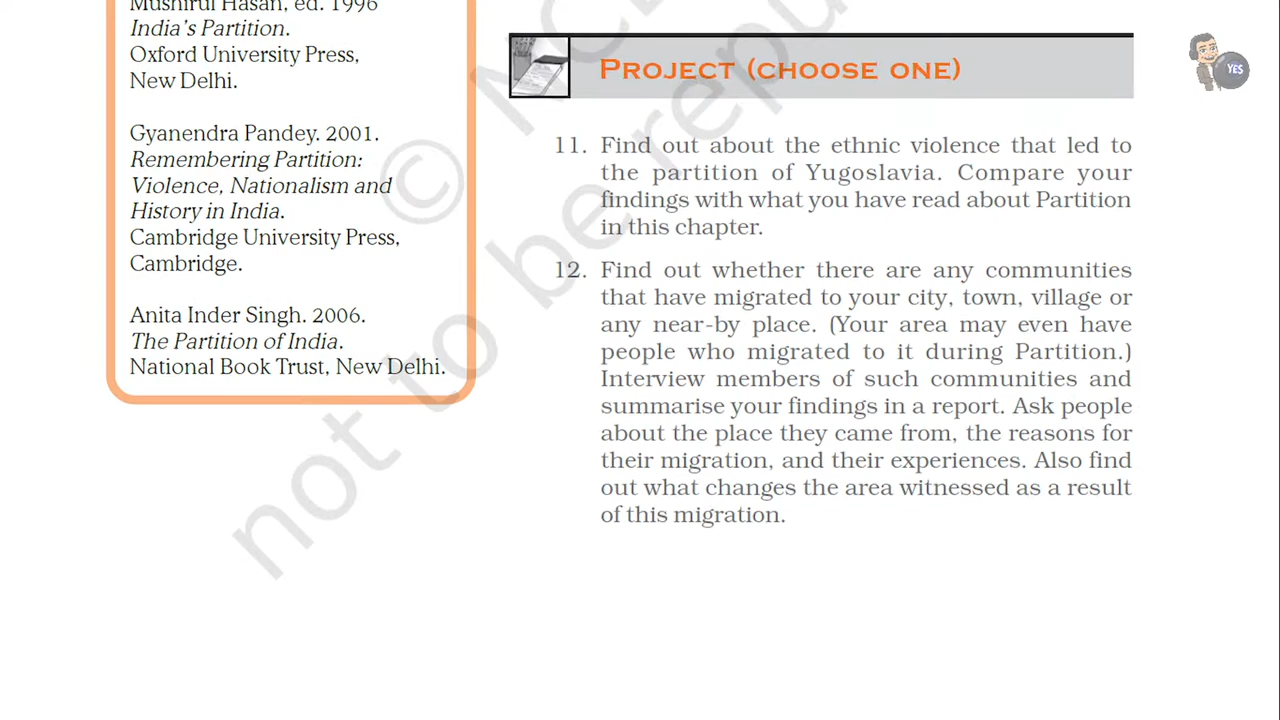 Mushirul Hasan, ed. 1996
India's Partition.
Oxford University Press,
New Delhi.
Gyanendra Pandey. 2001.
Remembering Partition:
Violence, Nationalism and
History in India.
Cambridge University Press,
Cambridge.
Anita Inder Singh. 2006.
The Partition of India.
National Book Trust, New Delhi.
PROJECT (CHOOSE ONE)
11. Find out about the ethnic violence that led to
the partition of Yugoslavia. Compare your
findings with what you have read about Partition
in this chapter.
12. Find out whether there are any communities
that have migrated to your city, town, village or
any near-by place. (Your area may even have
people who migrated to it during Partition.)
Interview members of such communities and
summarise your findings in a report. Ask people
about the place they came from, the reasons for
their migration, and their experiences. Also find
out what changes the area witnessed as a result
of this migration.
YES
© NC
not to be repu